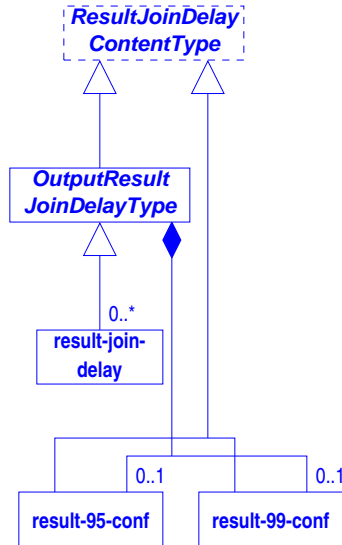 ResultJoinDelay
ContentType
OutputResult
JoinDelayType
0..*
result-join-
delay
0..1
0..1
result-95-conf
result-99-conf